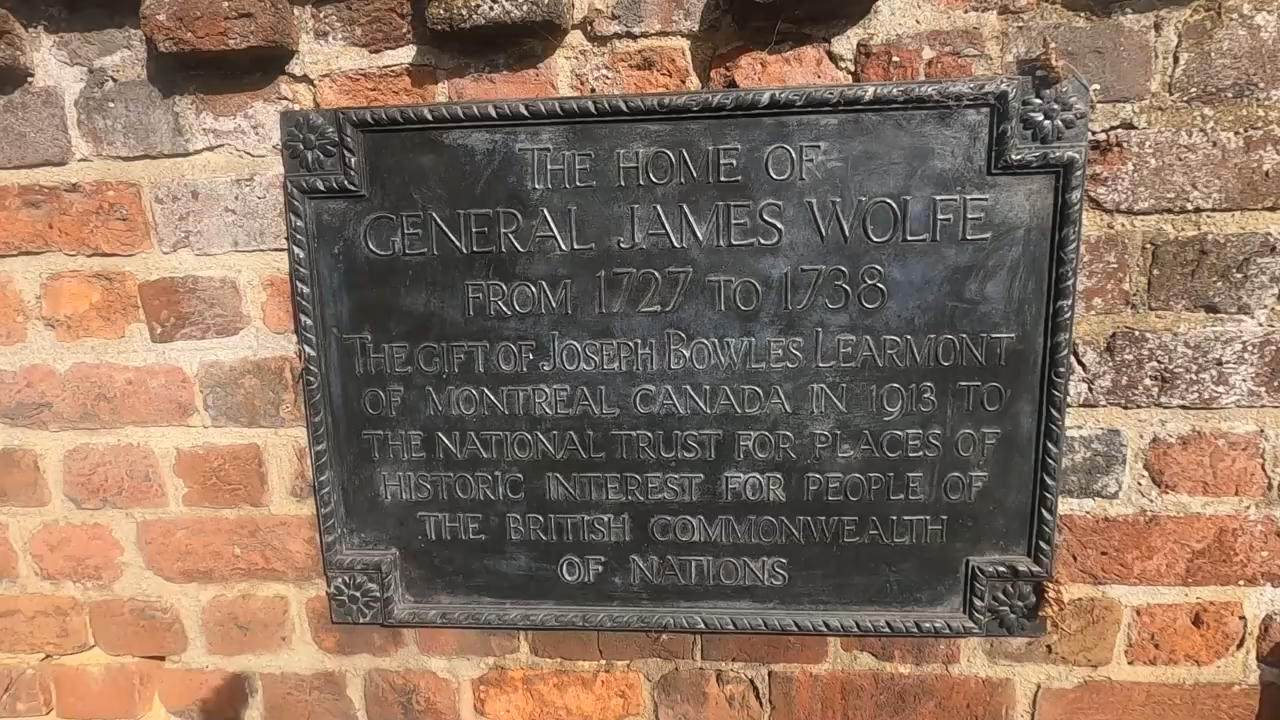 THE HOME OF
GENERAL JAMES WOLFE
FROM 1727 TO 1738
THE GIFT OF JOSEPH BOWLES LEARMONT
OF MONTREAL CANADA IN 1913 TO
THE NATIONAL TRUST FOR PLACES OF
HISTORIC INTEREST FOR PEOPLE OF
THE BRITISH COMMONWEALTH
OF NATIONS